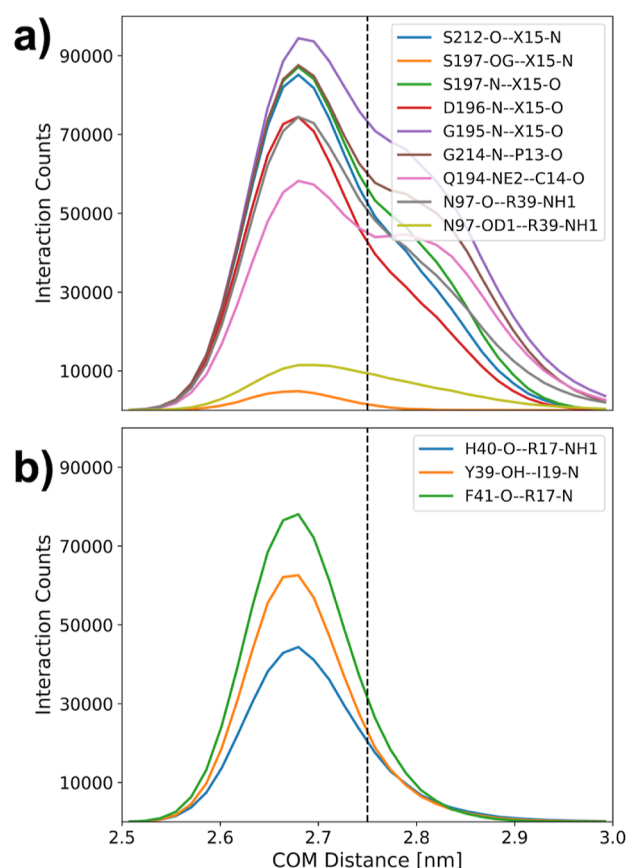 a)
90000
70000
50000
30000
10000
Interaction Counts
S212-O--X15-N
S197-OG--X15-N
S197-N--X15-O
D196-N--X15-O
G195-N--X15-O
G214-N--P13-O
Q194-NE2--C14-O
N97-O--R39-NH1
N97-OD1--R39-NH1
b)
90000
70000
50000
30000
10000
Interaction Counts
H40-O--R17-NH1
Y39-OH--I19-N
F41-O--R17-N
2.5 2.6 2.7 2.8 2.9 3.0
COM Distance [nm]